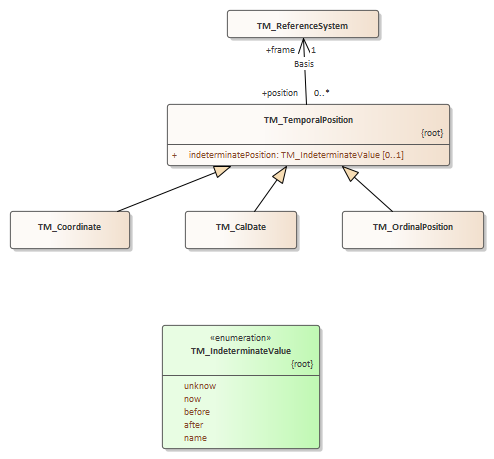 TM_ReferenceSystem
+frame 1
Basis
+position 0..*
TM_TemporalPosition
{root}
+ indeterminatePosition: TM_IndeterminateValue [0..1]
TM_Coordinate
TM_CalDate
TM_OrdinalPosition
«enumeration»
TM_IndeterminateValue
{root}
unknow
now
before
after
name